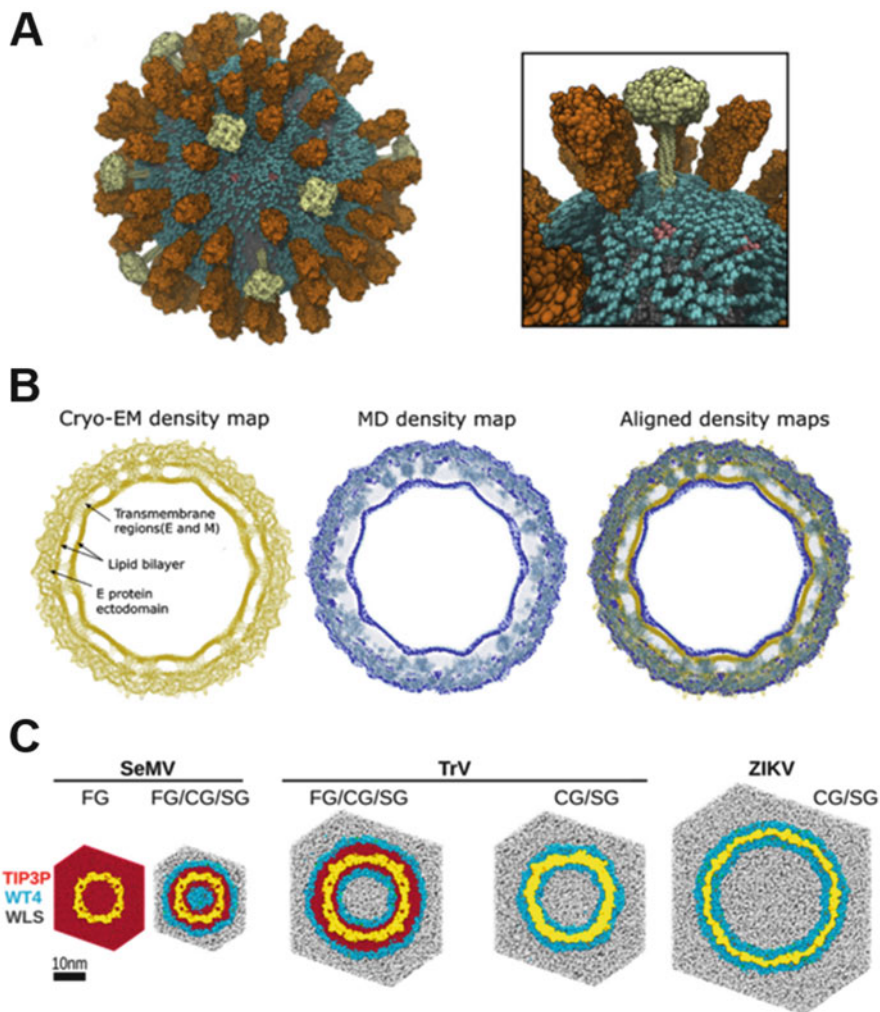 A
B
Cryo-EM density map
MD density map
Aligned density maps
Transmembrane
regions(E and M)
Lipid bilayer
E protein
ectodomain
C
SeMV
TrV
ZIKV
FG
FG/CG/SG
FG/CG/SG
CG/SG
CG/SG
TIP3P
WT4
WLS
10nm